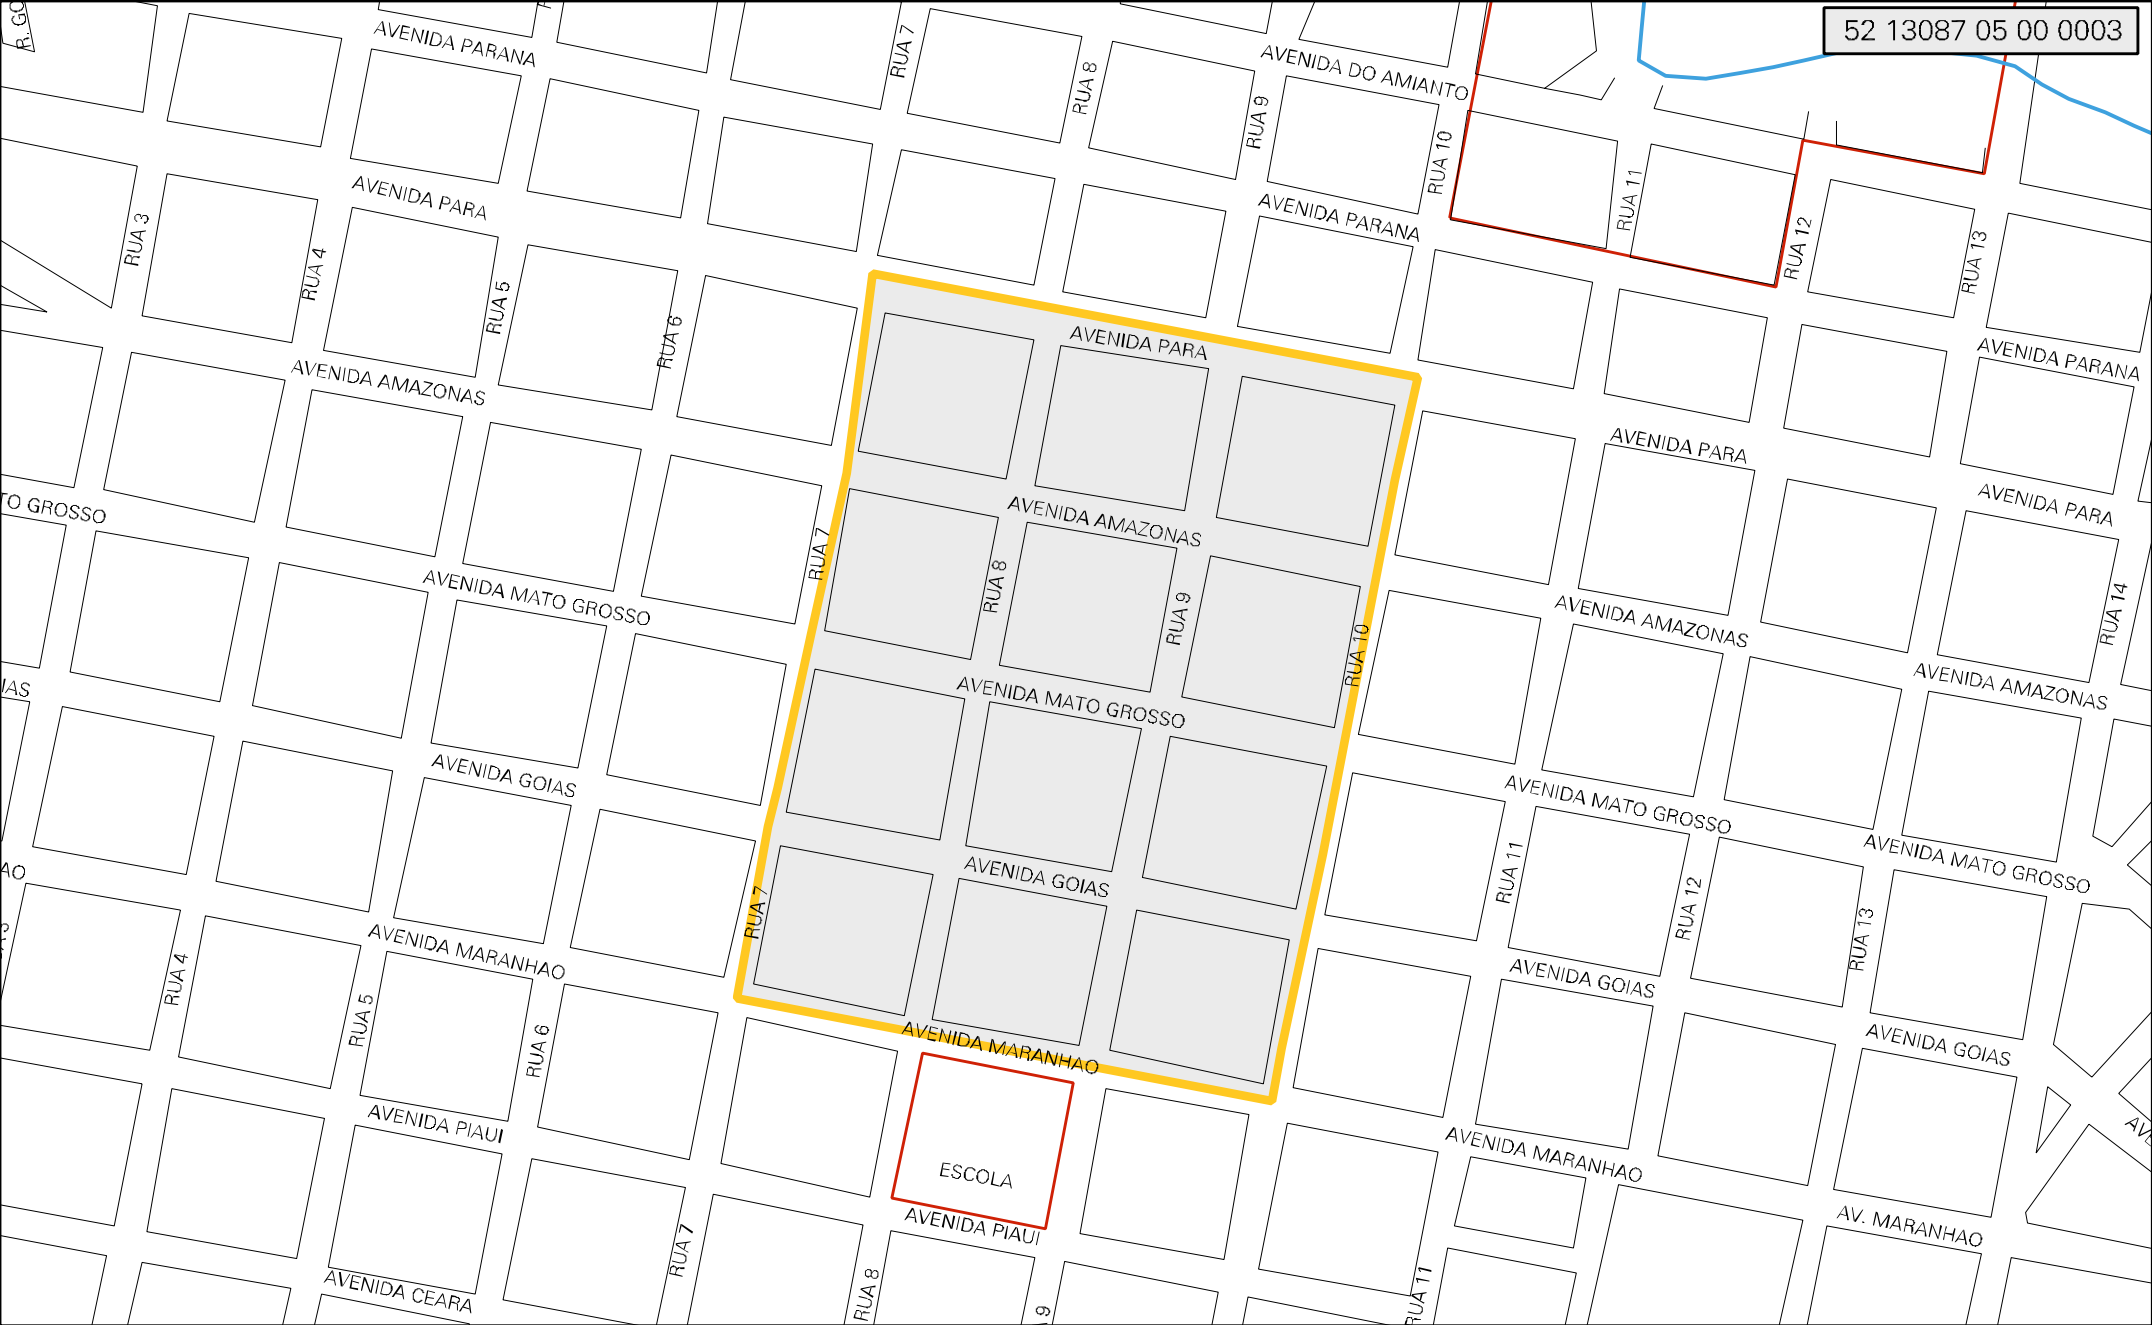 52 13087 05 00 0003
AVENIDA PARANA
RUA 7
RUA 8
AVENIDA DO AMIANTO
RUA 9
RUA 10
AVENIDA PARA
AVENIDA PARANA
RUA 11
RUA 3
RUA 4
RUA 5
RUA 6
RUA 12
RUA 13
AVENIDA PARA
AVENIDA PARANA
AVENIDA AMAZONAS
AVENIDA PARA
AVENIDA PARA
TO GROSSO
AVENIDA AMAZONAS
RUA 7
RUA 8
RUA 9
RUA 10
AVENIDA MATO GROSSO
AVENIDA AMAZONAS
RUA 14
IAS
AVENIDA MATO GROSSO
AVENIDA AMAZONAS
AVENIDA GOIAS
AVENIDA MATO GROSSO
AVENIDA MATO GROSSO
AO
AVENIDA GOIAS
RUA 7
RUA 11
RUA 12
RUA 13
AVENIDA MARANHAO
AVENIDA GOIAS
RUA 4
RUA 5
RUA 6
AVENIDA MARANHAO
AVENIDA GOIAS
AVENIDA PIAUI
AVENIDA MARANHAO
ESCOLA
AVENIDA PIAUI
AV. MARANHAO
RUA 7
RUA 8
9
RUA 11
AVENIDA CEARA